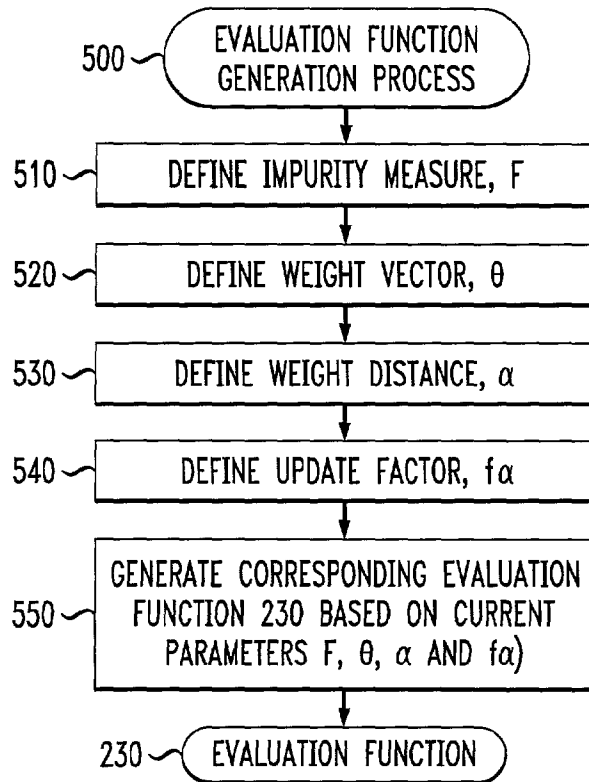 EVALUATION FUNCTION
500 GENERATION PROCESS
510 DEFINE IMPURITY MEASURE, F
520 DEFINE WEIGHT VECTOR, θ
530 DEFINE WEIGHT DISTANCE, α
540 DEFINE UPDATE FACTOR, fα
GENERATE CORRESPONDING EVALUATION
550 FUNCTION 230 BASED ON CURRENT
PARAMETERS F, θ, α AND fα)
230 EVALUATION FUNCTION